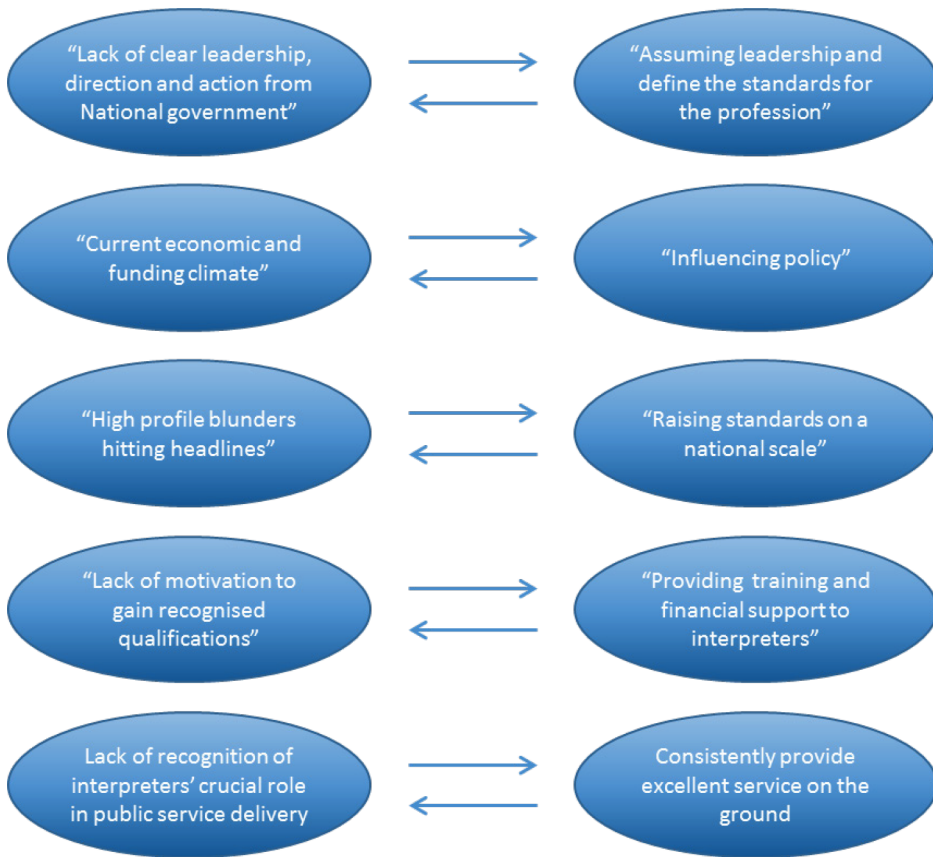 “Lack of clear leadership,
direction and action from
National government”
“Assuming leadership and
define the standards for
the profession”
“Current economic and
funding climate”
“Influencing policy”
“High profile blunders
hitting headlines”
“Raising standards on a
national scale”
“Lack of motivation to
gain recognised
qualifications”
“Providing  training and
financial support to
interpreters”
Lack of recognition of
interpreters’ crucial role
in public service delivery
Consistently provide
excellent service on the
ground